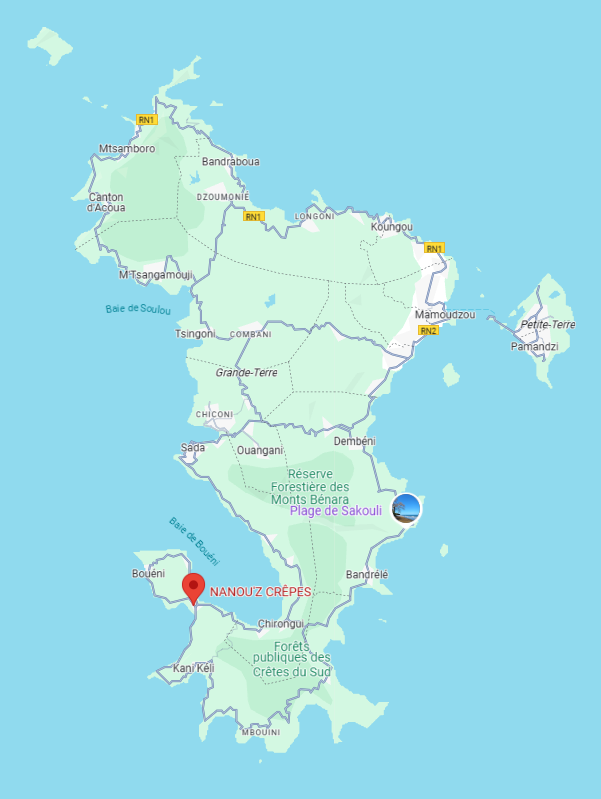 RN1
Mtsamboro
Bandraboua
Canton
d'Acoua
DZOUMONIÉ
RN1
LONGONI
Koungou
RN1
M'Tsangamouji
Baie de Soulou
Mamoudzou
Petite-Terre
RN2
Tsingoni
COMBANI
Pamandzi
Grande-Terre
CHICONI
Dembéni
Sada
Ouangani
Réserve
Forestière des
Monts Bénara
Plage de Sakouli
Baie de Bouéni
Bouéni
Bandrélé
NANOU'Z CRÊPES
Chirongui
Forêts
publiques des
Crêtes du Sud
Kani Kéli
MBOUINI